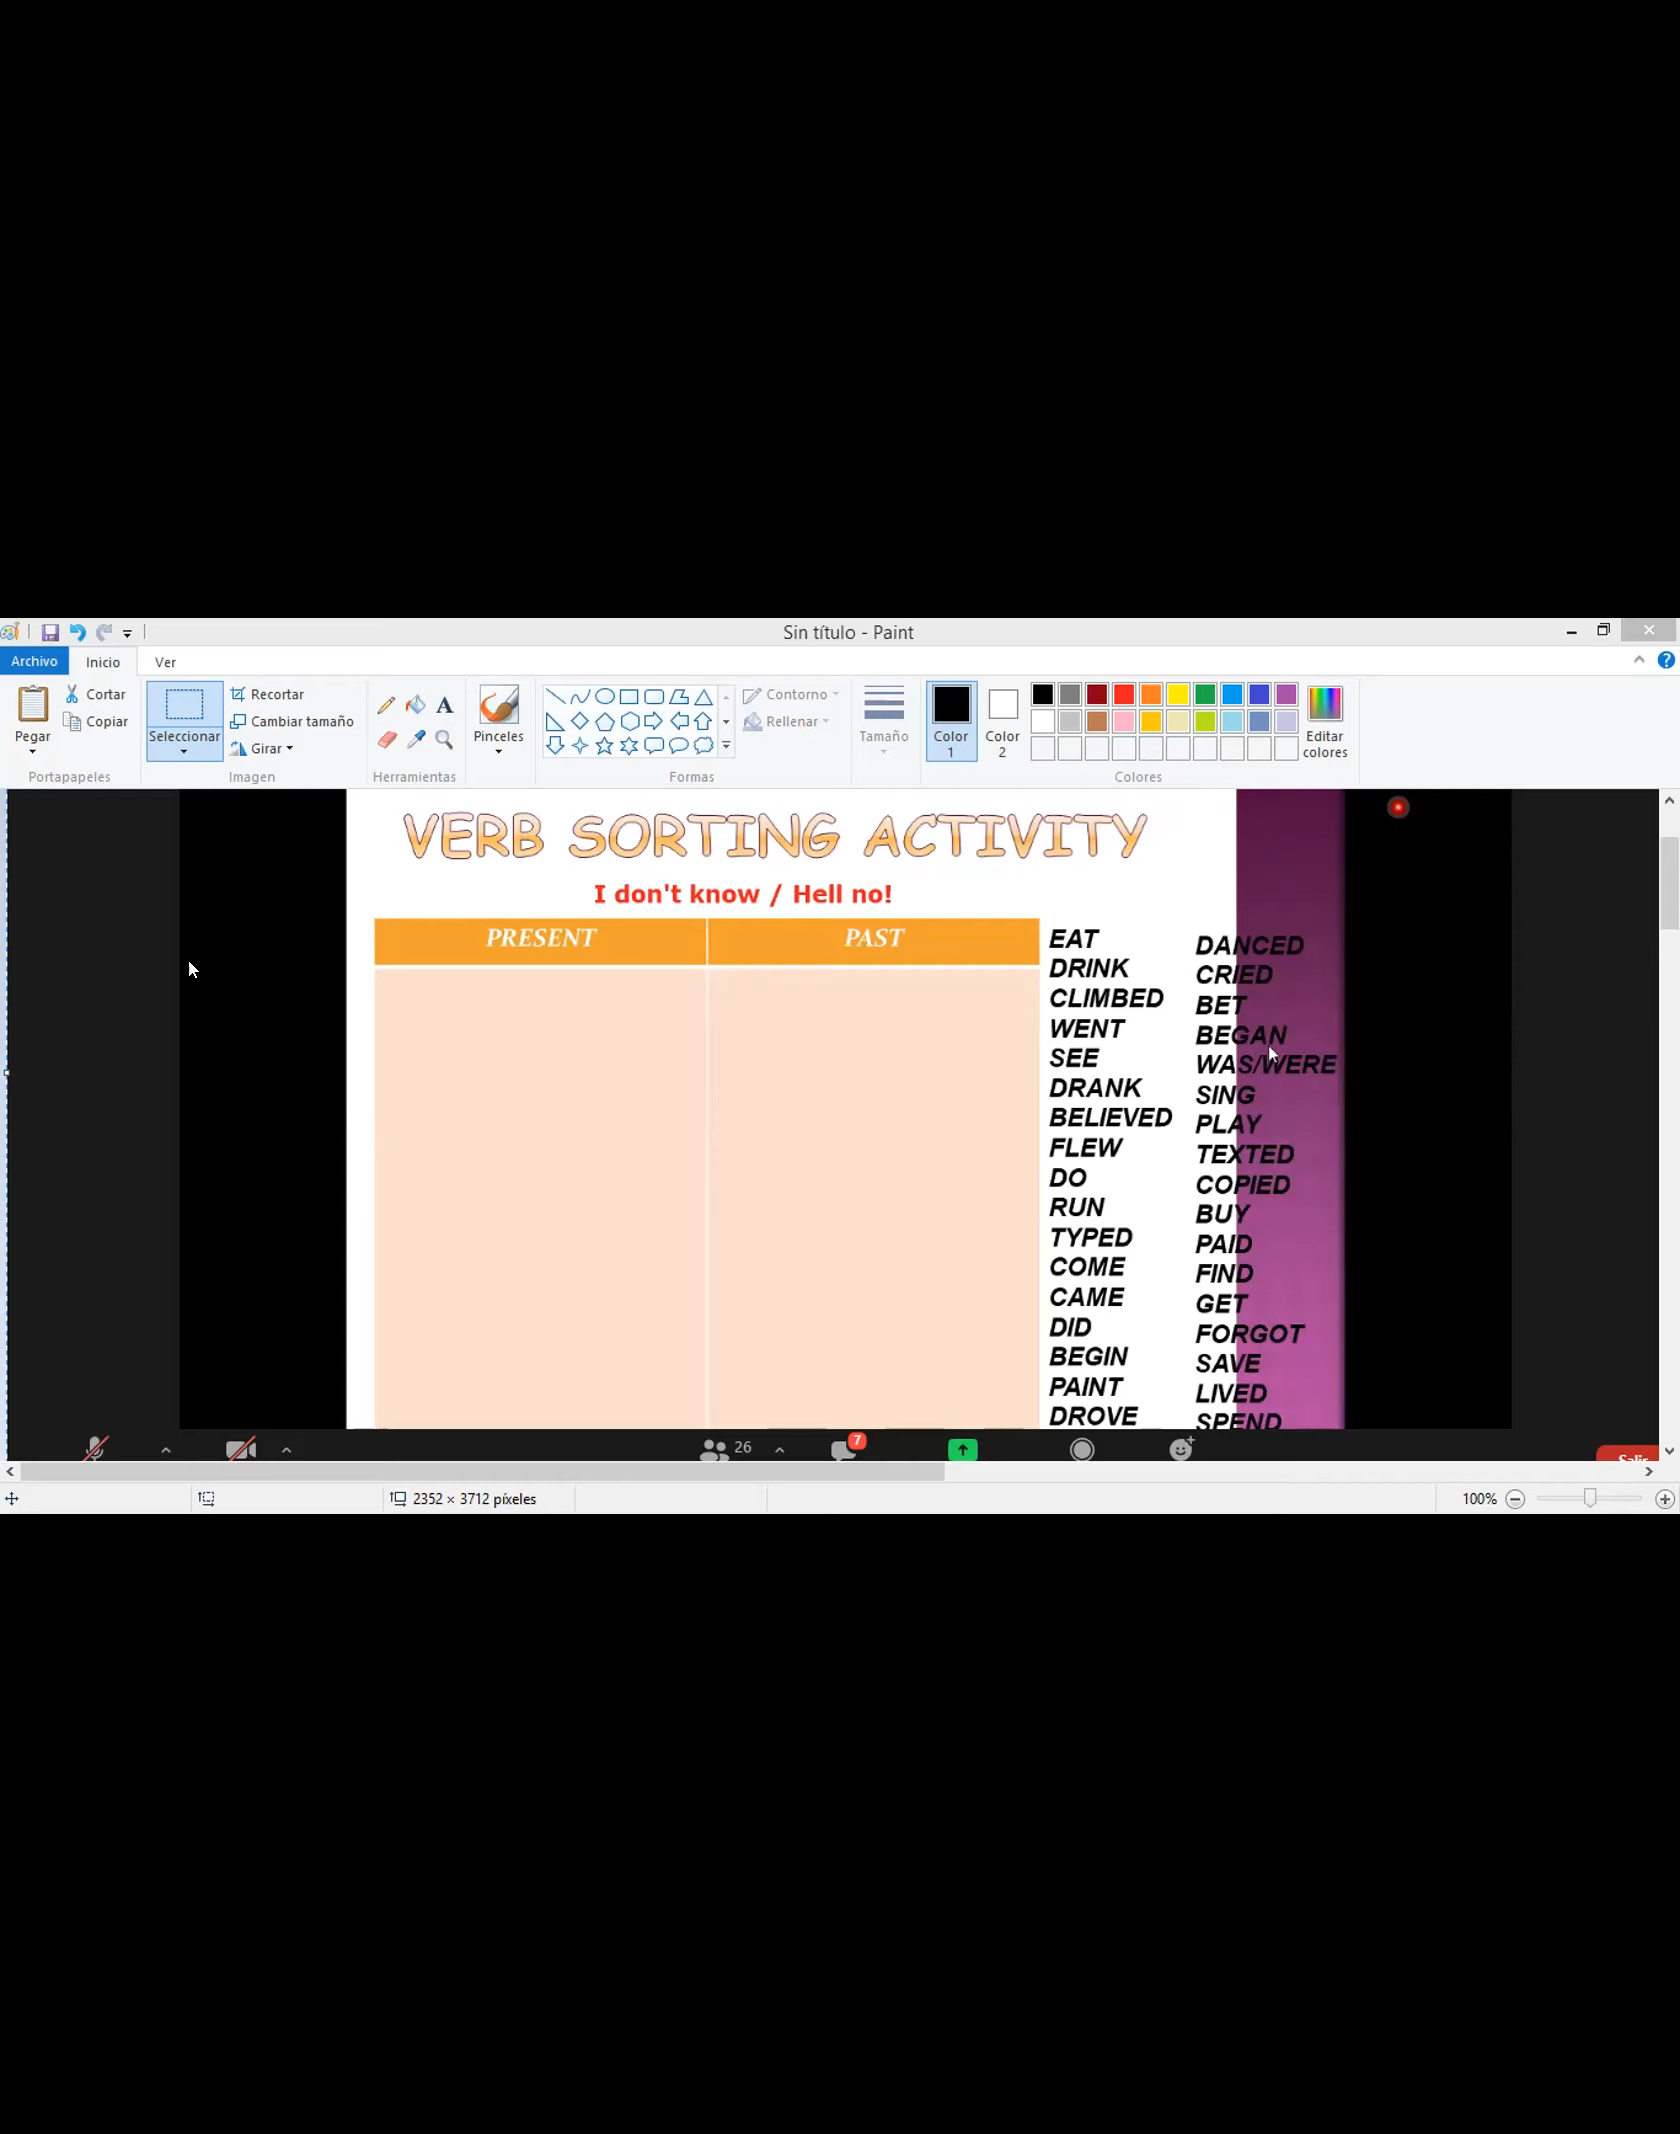 Sin título - Paint
Archivo Inicio Ver
Cortar Recortar Contorno
Copiar Cambiar tamaño Rellenar
Pegar Seleccionar Girar Pinceles Tamaño Color 1 Color 2 Editar colores
Portapapeles Imagen Herramientas Formas Colores
VERB SORTING ACTIVITY
I don't know / Hell no!
PRESENT PAST
EAT
DRINK
CLIMBED
WENT
SEE
DRANK
BELIEVED
FLEW
DO
RUN
TYPED
COME
CAME
DID
BEGIN
PAINT
DROVE
DANCED
CRIED
BET
BEGAN
WAS/WERE
SING
PLAY
TEXTED
COPIED
BUY
PAID
FIND
GET
FORGOT
SAVE
LIVED
SPEND
26 7 Salir
2352 × 3712 píxeles 100%